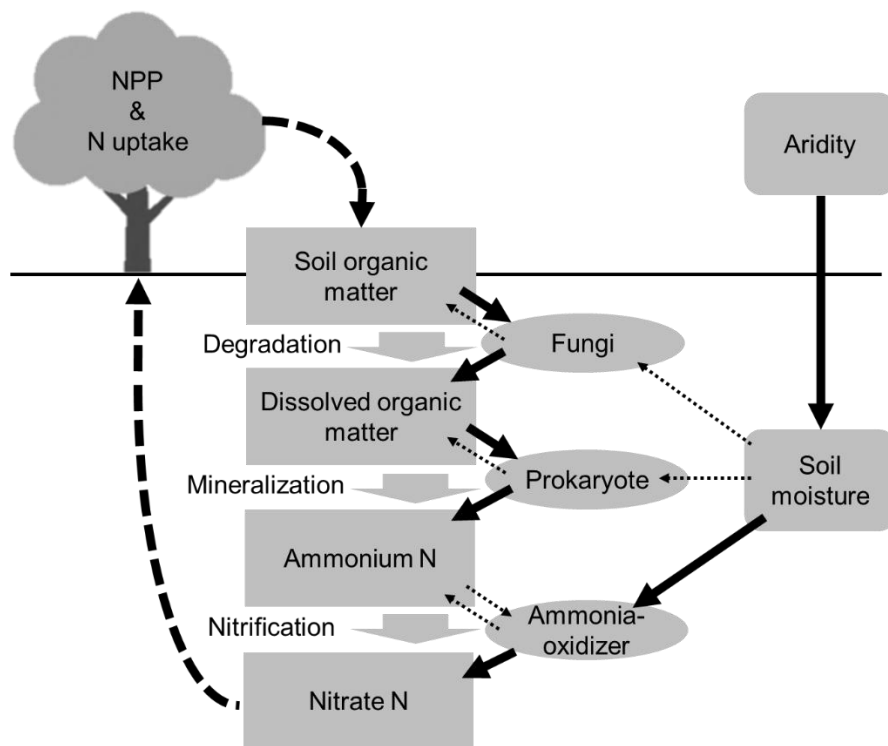 NPP
&
N uptake
Aridity
Soil organic
matter
Degradation
Fungi
Dissolved organic
matter
Mineralization
Prokaryote
Soil
moisture
Ammonium N
Nitrification
Ammonia-
oxidizer
Nitrate N